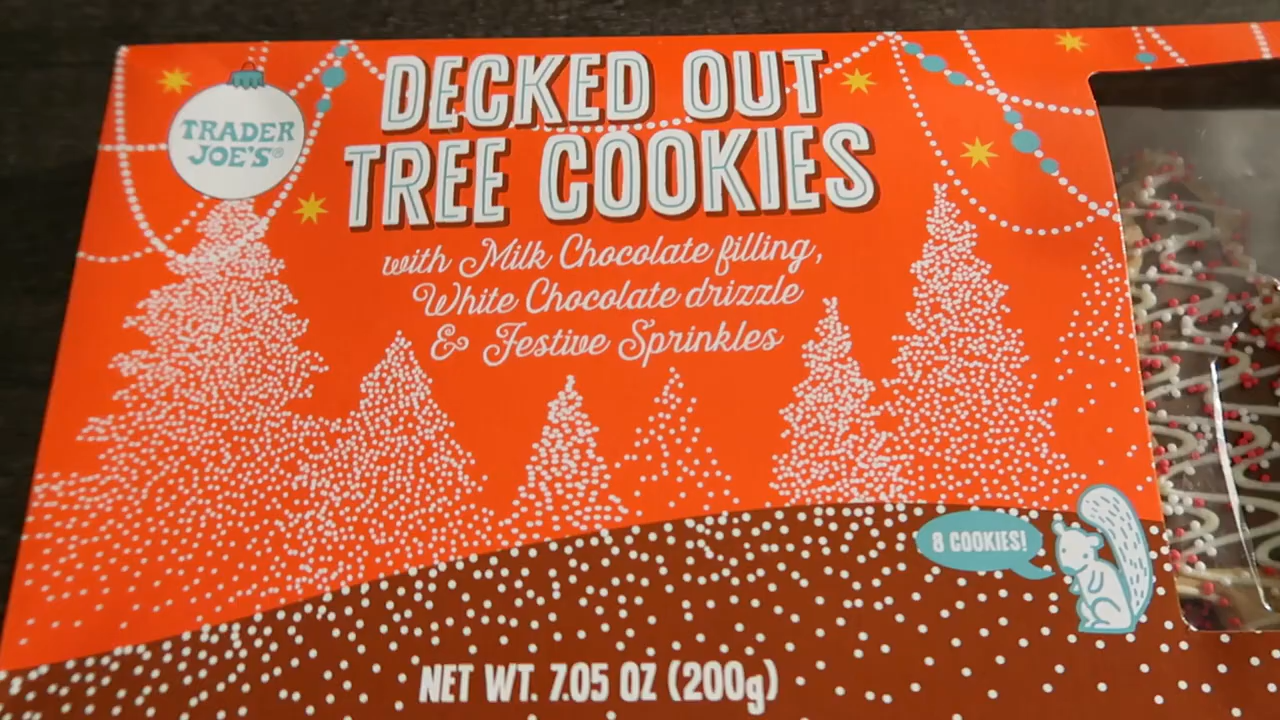 TRADER
JOE'S®
DECKED OUT
TREE COOKIES
with Milk Chocolate filling,
White Chocolate drizzle
& Festive Sprinkles
8 COOKIES!
NET WT. 7.05 OZ (200g)